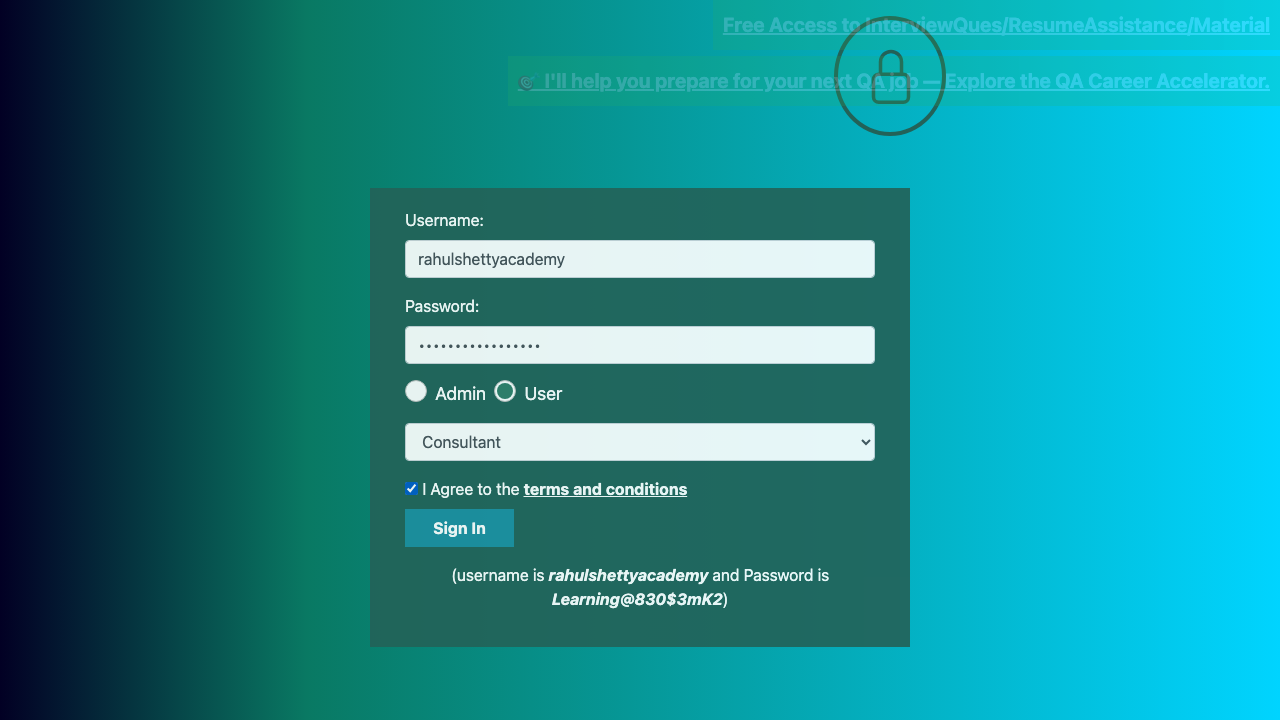 Free Access to InterviewQues/ResumeAssistance/Material
🎯 I'll help you prepare for your next QA job — Explore the QA Career Accelerator.
Username:
rahulshettyacademy
Password:
•••••••••••••••••
Admin User
Consultant
I Agree to the terms and conditions
Sign In
(username is rahulshettyacademy and Password is
Learning@830$3mK2)